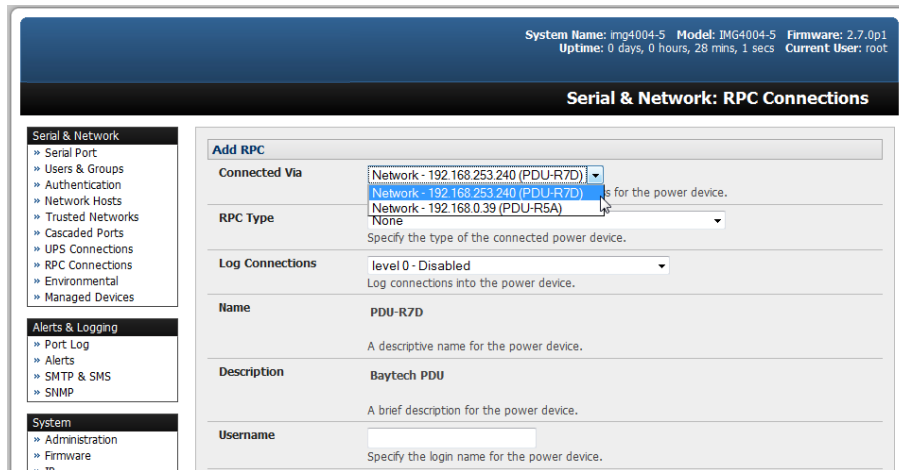 System Name: img4004-5 Model: IMG4004-5 Firmware: 2.7.0p1
Uptime: 0 days, 0 hours, 28 mins, 1 secs Current User: root
Serial & Network: RPC Connections
Serial & Network
» Serial Port
» Users & Groups
» Authentication
» Network Hosts
» Trusted Networks
» Cascaded Ports
» UPS Connections
» RPC Connections
» Environmental
» Managed Devices
Alerts & Logging
» Port Log
» Alerts
» SMTP & SMS
» SNMP
System
» Administration
» Firmware
Add RPC
Connected Via
Network - 192.168.253.240 (PDU-R7D)
Network - 192.168.253.240 (PDU-R7D)
for the power device.
Network - 192.168.0.39 (PDU-R5A)
RPC Type
None
Specify the type of the connected power device.
Log Connections
level 0 - Disabled
Log connections into the power device.
Name
PDU-R7D
A descriptive name for the power device.
Description
Baytech PDU
A brief description for the power device.
Username
Specify the login name for the power device.